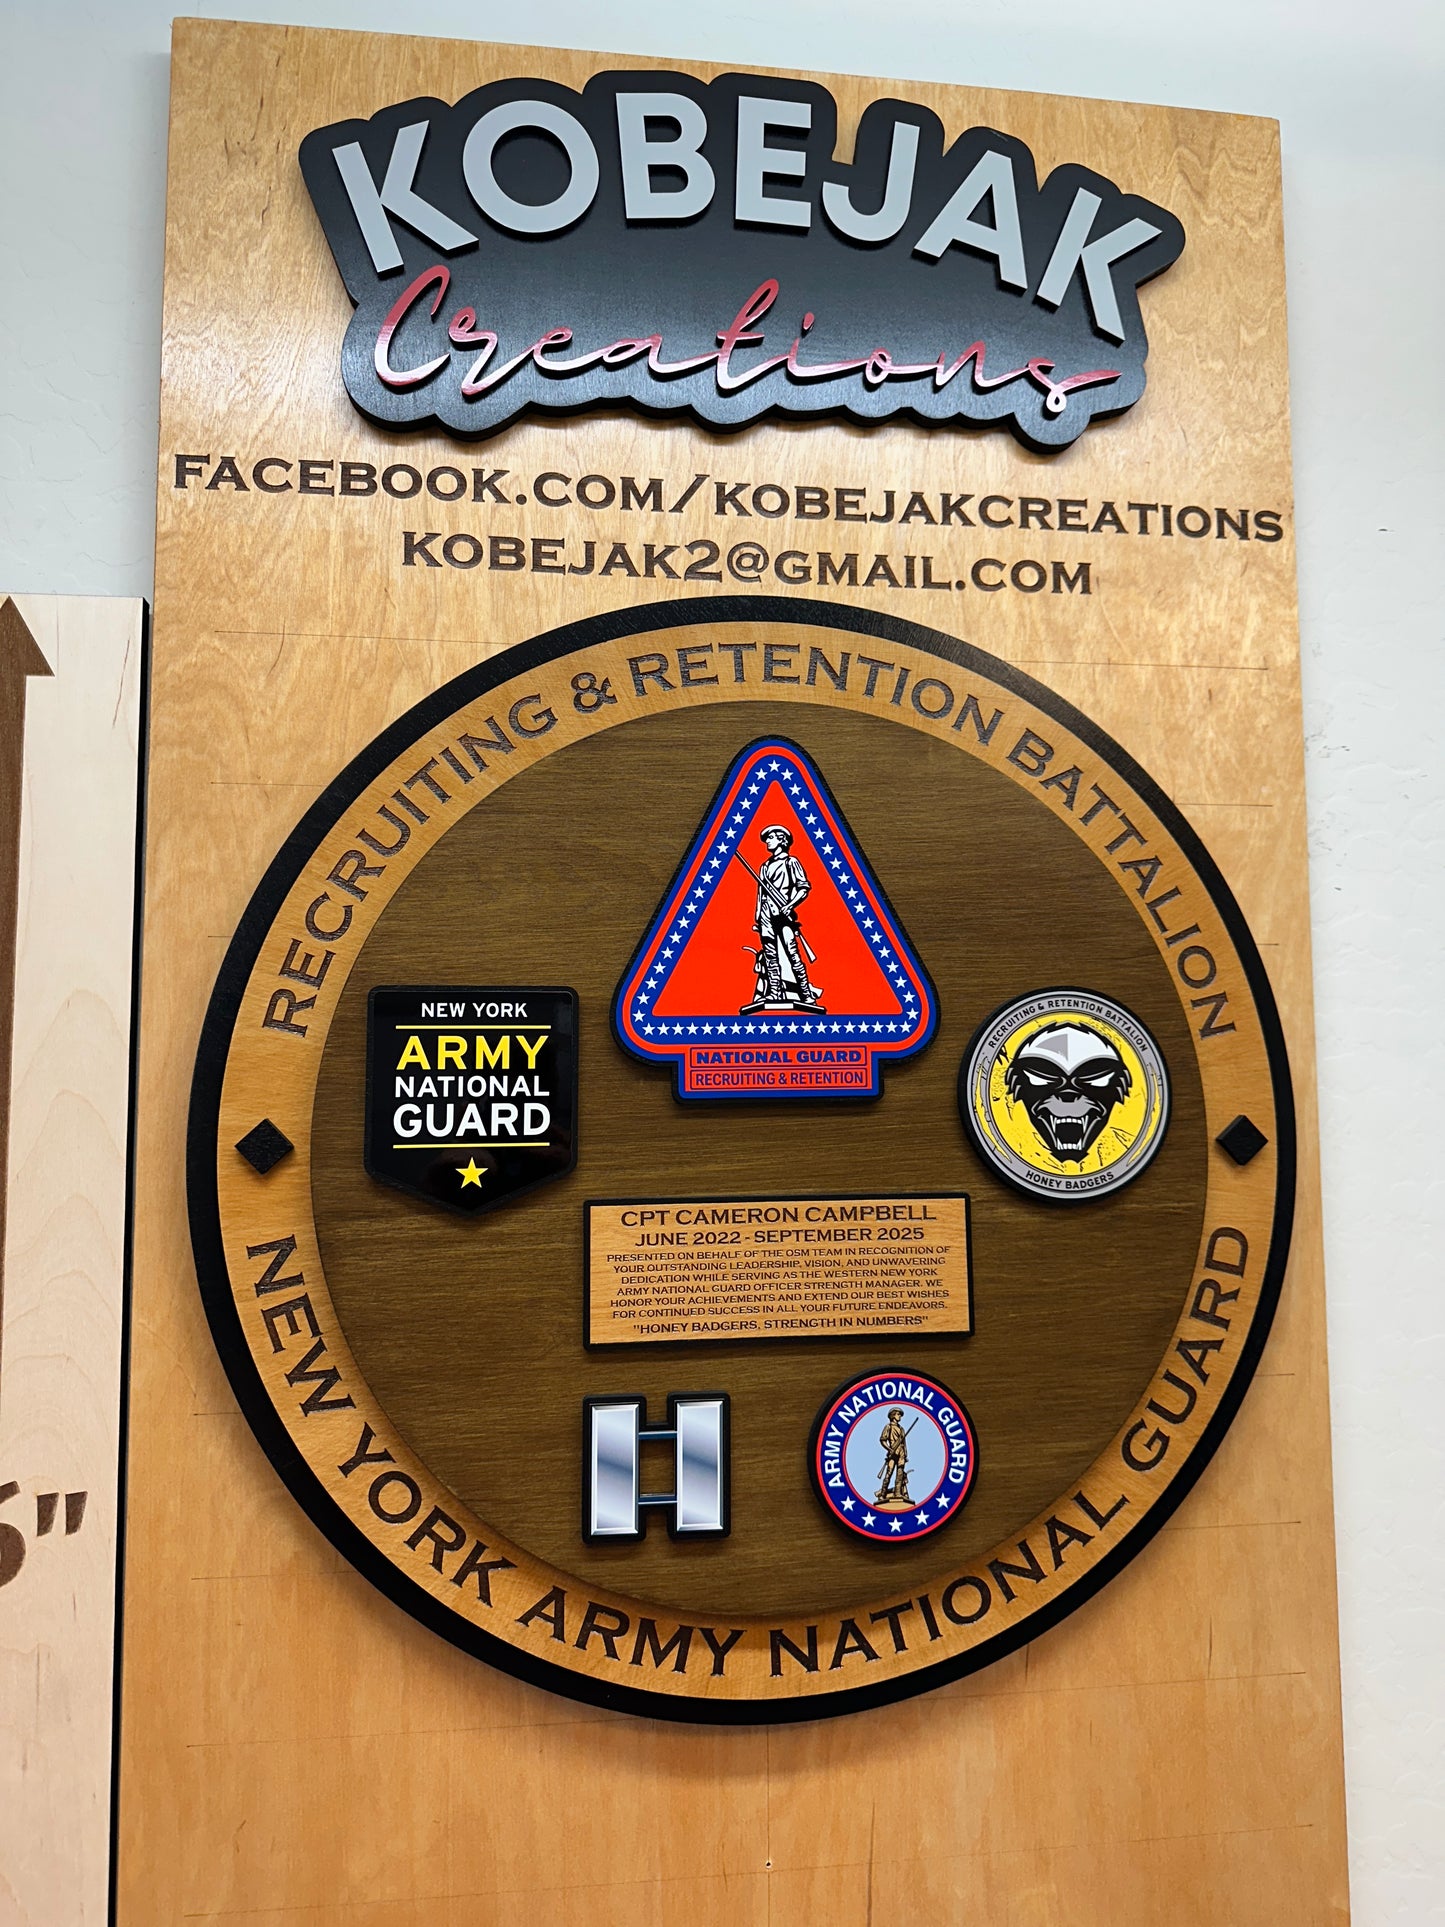 KOBEJAK
Creations
FACEBOOK.COM/KOBEJAKCREATIONS
KOBEJAK2@GMAIL.COM
RECRUITING & RETENTION BATTALION
NATIONAL GUARD
RECRUITING & RETENTION
NEW YORK
ARMY
NATIONAL
GUARD
RECRUITING & RETENTION BATTALION
HONEY BADGERS
CPT CAMERON CAMPBELL
JUNE 2022 - SEPTEMBER 2025
PRESENTED ON BEHALF OF THE OSM TEAM IN RECOGNITION OF
YOUR OUTSTANDING LEADERSHIP, VISION, AND UNWAVERING
DEDICATION WHILE SERVING AS THE WESTERN NEW YORK
ARMY NATIONAL GUARD OFFICER STRENGTH MANAGER. WE
HONOR YOUR ACHIEVEMENTS AND EXTEND OUR BEST WISHES
FOR CONTINUED SUCCESS IN ALL YOUR FUTURE ENDEAVORS.
"HONEY BADGERS, STRENGTH IN NUMBERS"
ARMY NATIONAL GUARD
NEW YORK ARMY NATIONAL GUARD
6"